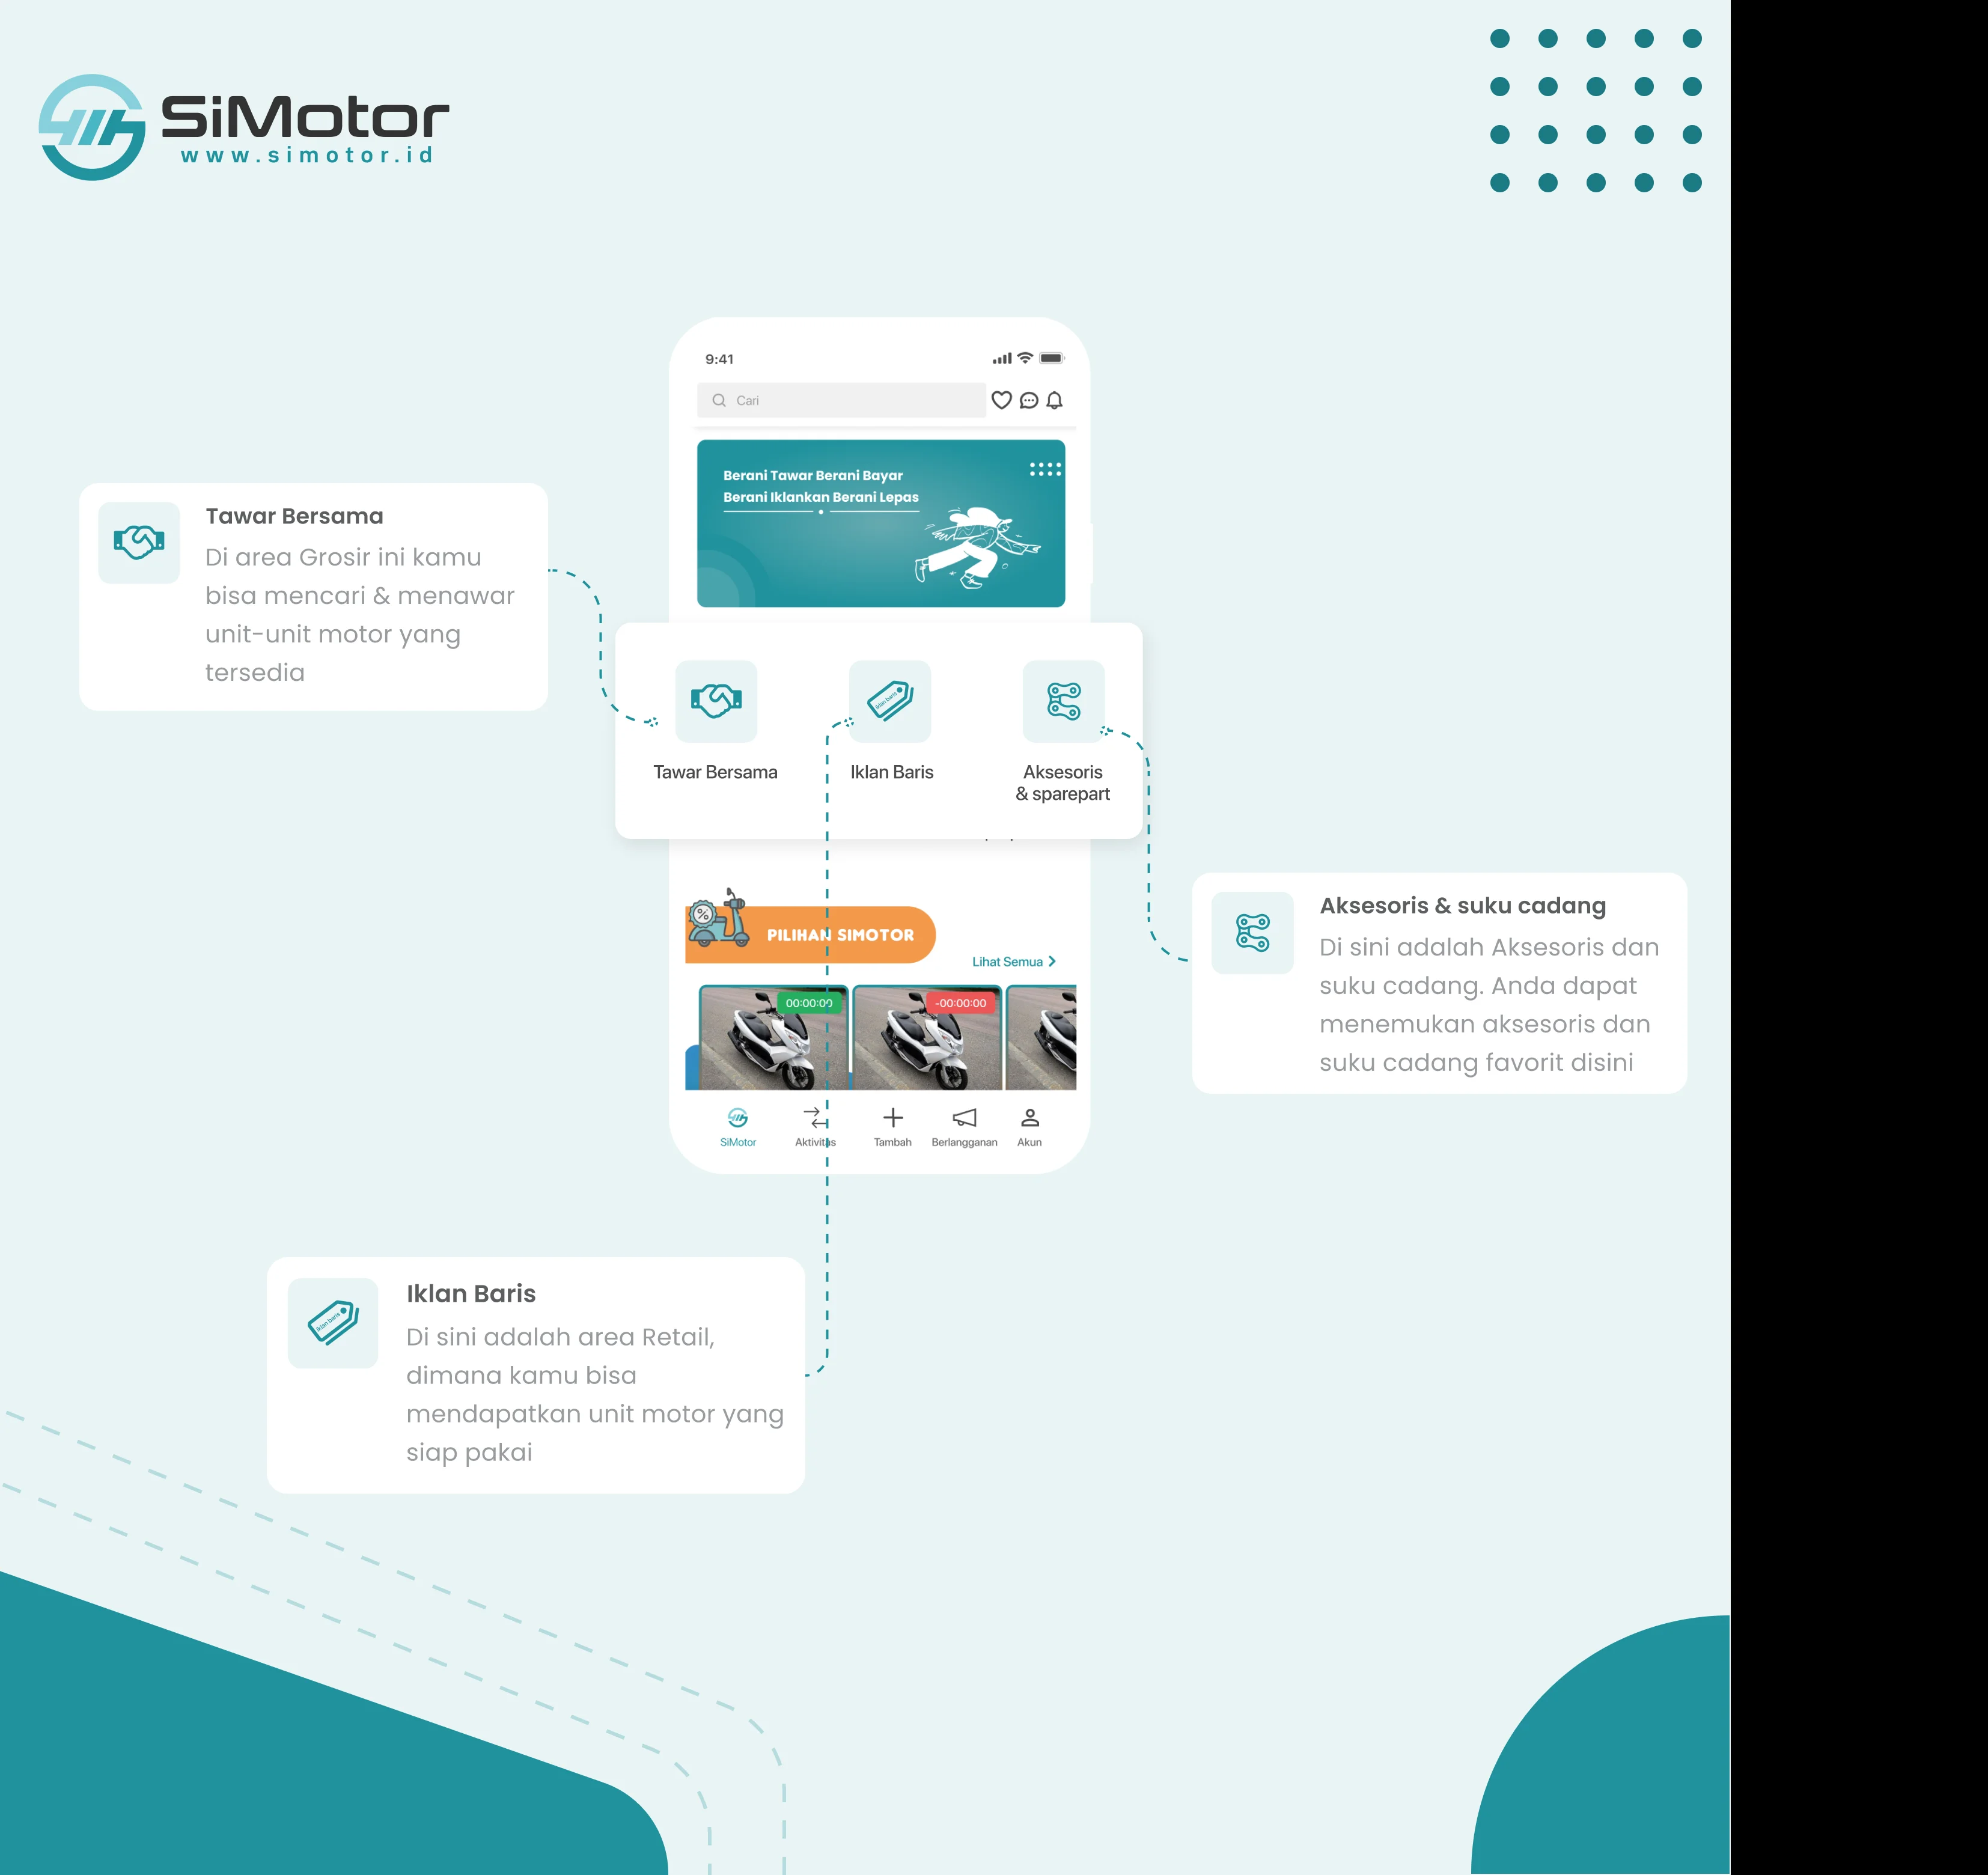 SiMotor
www.simotor.id
9:41
Cari
Berani Tawar Berani Bayar
Berani Iklankan Berani Lepas
Tawar Bersama
Di area Grosir ini kamu
bisa mencari & menawar
unit-unit motor yang
tersedia
Iklan baris
Tawar Bersama
Iklan Baris
Aksesoris
& sparepart
PILIHAN SIMOTOR
Lihat Semua
00:00:00
-00:00:00
SiMotor
Aktivitas
Tambah
Berlangganan
Akun
Aksesoris & suku cadang
Di sini adalah Aksesoris dan
suku cadang. Anda dapat
menemukan aksesoris dan
suku cadang favorit disini
Iklan baris
Iklan Baris
Di sini adalah area Retail,
dimana kamu bisa
mendapatkan unit motor yang
siap pakai